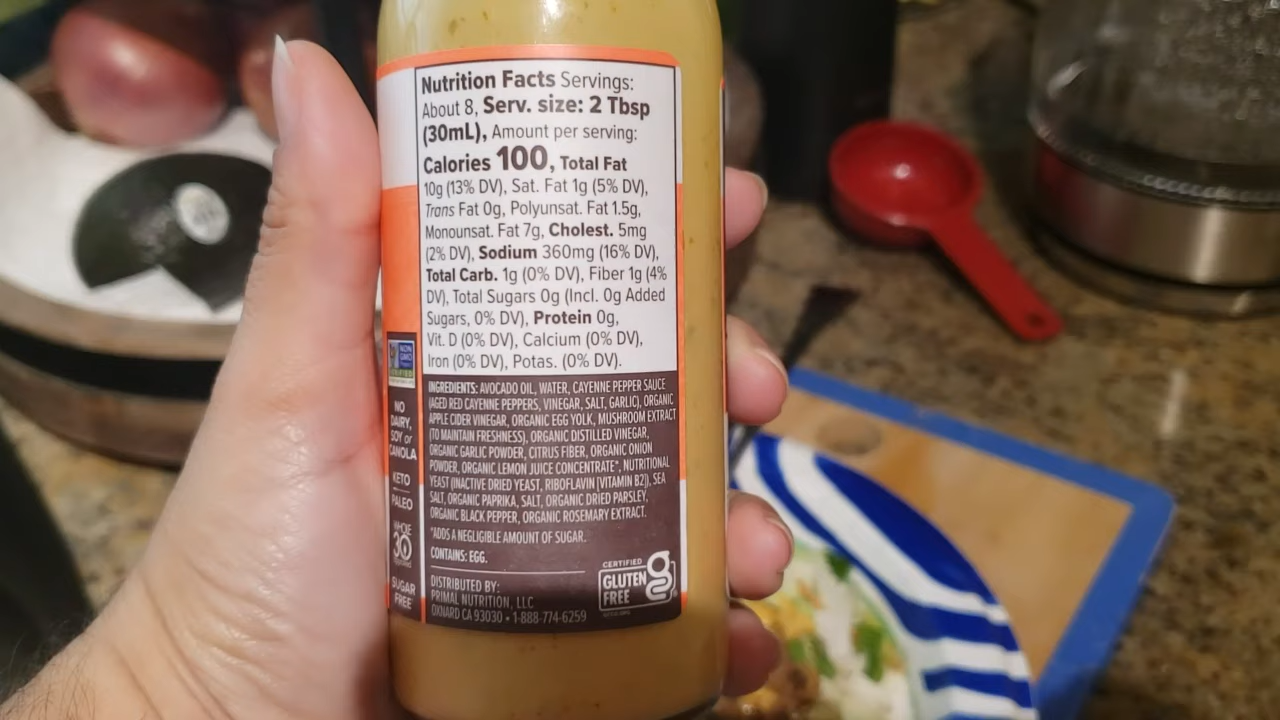 Nutrition Facts Servings:
About 8, Serv. size: 2 Tbsp
(30mL), Amount per serving:
Calories 100, Total Fat
10g (13% DV), Sat. Fat 1g (5% DV),
Trans Fat 0g, Polyunsat. Fat 1.5g,
Monounsat. Fat 7g, Cholest. 5mg
(2% DV), Sodium 360mg (16% DV),
Total Carb. 1g (0% DV), Fiber 1g (4%
DV), Total Sugars 0g (Incl. 0g Added
Sugars, 0% DV), Protein 0g,
Vit. D (0% DV), Calcium (0% DV),
Iron (0% DV), Potas. (0% DV).
INGREDIENTS: AVOCADO OIL, WATER, CAYENNE PEPPER SAUCE
(AGED RED CAYENNE PEPPERS, VINEGAR, SALT, GARLIC), ORGANIC
APPLE CIDER VINEGAR, ORGANIC EGG YOLK, MUSHROOM EXTRACT
(TO MAINTAIN FRESHNESS), ORGANIC DISTILLED VINEGAR,
ORGANIC GARLIC POWDER, CITRUS FIBER, ORGANIC ONION
POWDER, ORGANIC LEMON JUICE CONCENTRATE*, NUTRITIONAL
YEAST (INACTIVE DRIED YEAST, RIBOFLAVIN [VITAMIN B2]), SEA
SALT, ORGANIC PAPRIKA, SALT, ORGANIC DRIED PARSLEY,
ORGANIC BLACK PEPPER, ORGANIC ROSEMARY EXTRACT.
*ADDS A NEGLIGIBLE AMOUNT OF SUGAR.
CONTAINS: EGG.
DISTRIBUTED BY:
PRIMAL NUTRITION, LLC
OXNARD CA 93030 • 1-888-774-6259
CERTIFIED
GLUTEN
FREE
NON
GMO
Project
VERIFIED
NO
DAIRY,
SOY or
CANOLA
KETO
PALEO
WHOLE
30
Approved
SUGAR
FREE